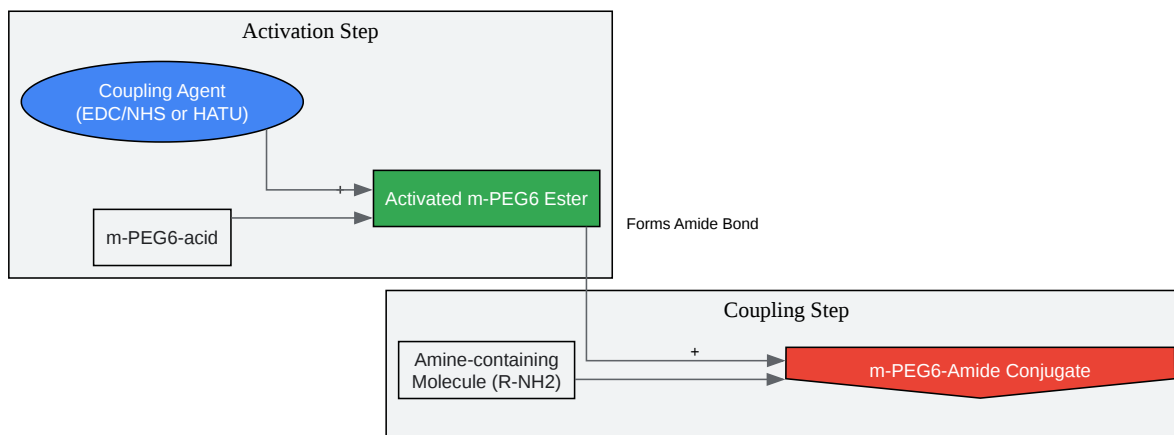 Activation Step
Coupling Agent
(EDC/NHS or HATU)
+
Activated m-PEG6 Ester
m-PEG6-acid
Forms Amide Bond
Coupling Step
Amine-containing
Molecule (R-NH2)
+
m-PEG6-Amide Conjugate